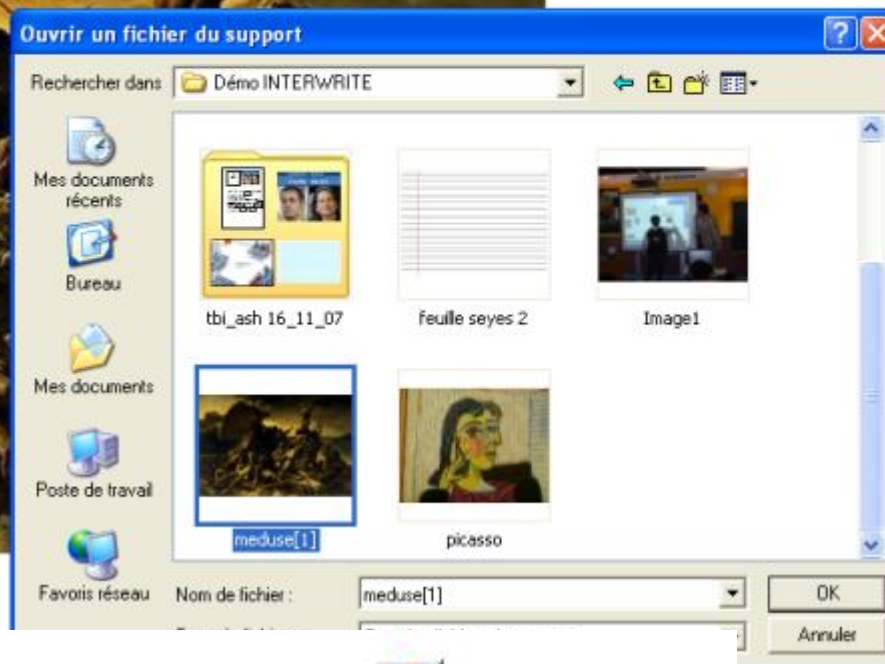 Ouvrir un fichier du support
Rechercher dans
Démo INTERWRITE
Mes documents
récents
Bureau
Mes documents
Poste de travail
Favoris réseau
tbi_ash 16_11_07
feuille seyes 2
Image1
meduse[1]
picasso
Nom de fichier :
meduse[1]
OK
Annuler